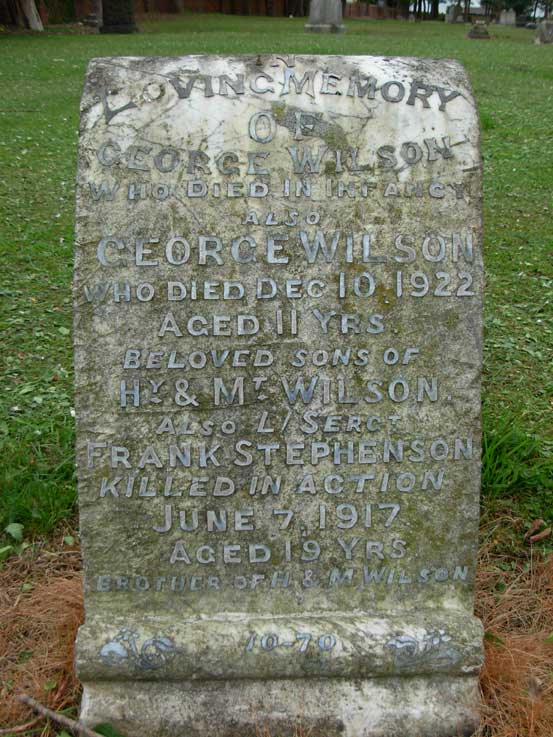 IN
LOVING MEMORY
OF
GEORGE WILSON
WHO DIED IN INFANCY
ALSO
GEORGE WILSON
WHO DIED DEC 10 1922
AGED 11 YRS
BELOVED SONS OF
HY & MT WILSON.
ALSO L/SERGT
FRANK STEPHENSON
KILLED IN ACTION
JUNE 7, 1917
AGED 19 YRS
BROTHER OF H. & M. WILSON
10-70